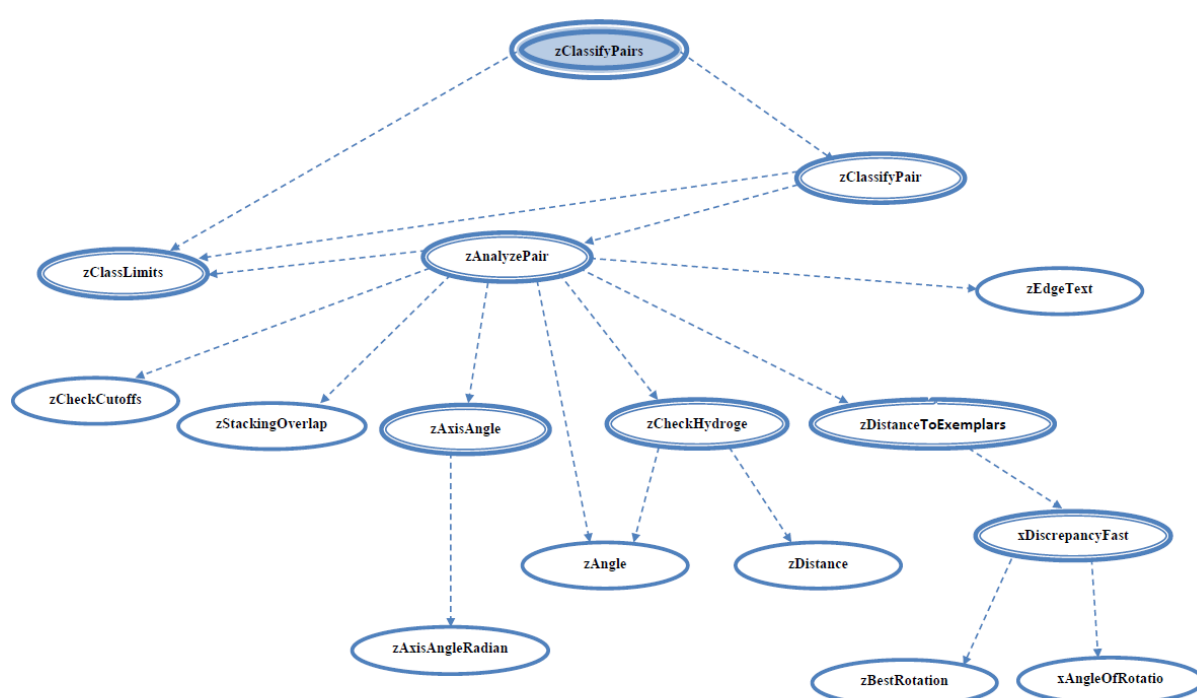 zClassifyPairs
zClassifyPair
zClassLimits
zAnalyzePair
zEdgeText
zCheckCutoffs
zStackingOverlap
zAxisAngle
zCheckHydroge
zDistanceToExemplars
xDiscrepancyFast
zAngle
zDistance
zAxisAngleRadian
zBestRotation
xAngleOfRotatio